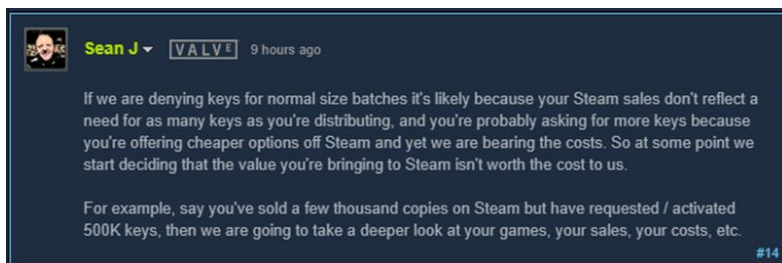 Sean J VALVE 9 hours ago
If we are denying keys for normal size batches it's likely because your Steam sales don't reflect a
need for as many keys as you're distributing, and you're probably asking for more keys because
you're offering cheaper options off Steam and yet we are bearing the costs. So at some point we
start deciding that the value you're bringing to Steam isn't worth the cost to us.
For example, say you've sold a few thousand copies on Steam but have requested / activated
500K keys, then we are going to take a deeper look at your games, your sales, your costs, etc.
#14